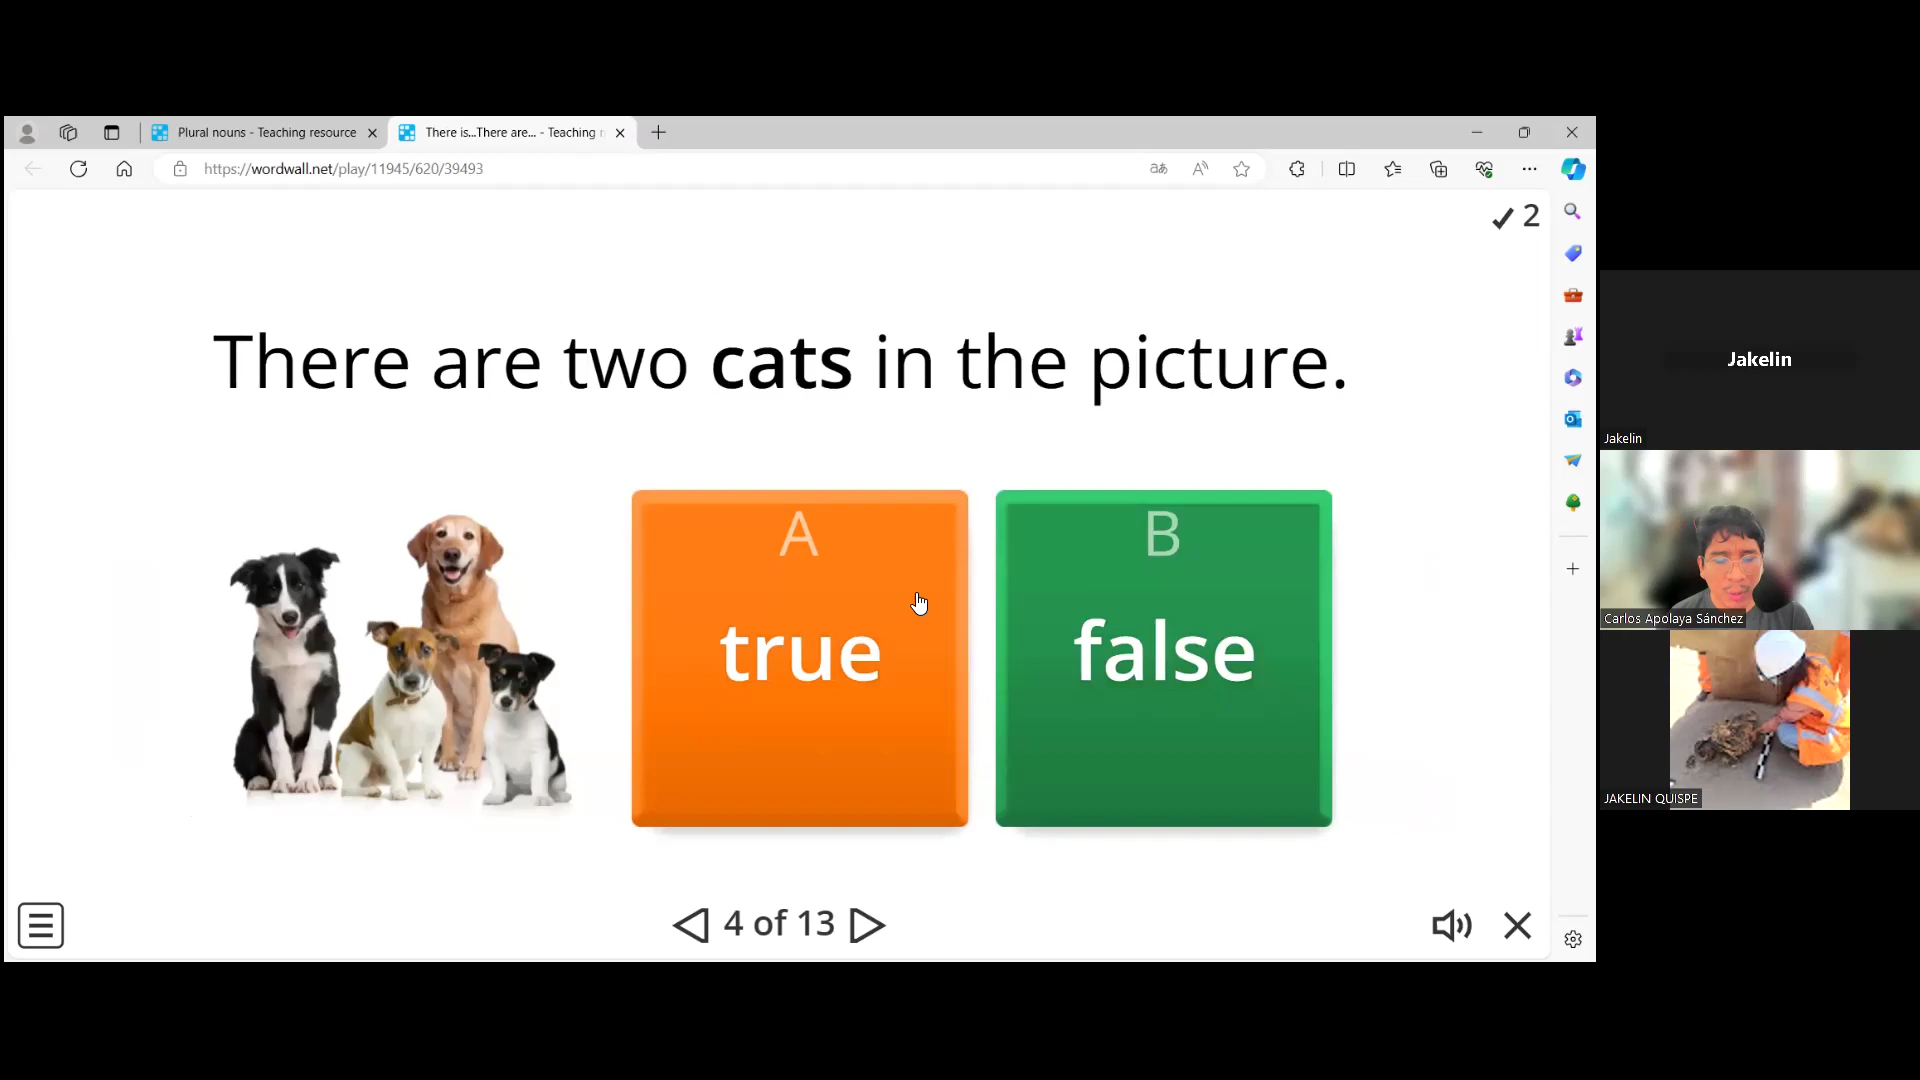 Plural nouns - Teaching resource
There is...There are... - Teaching r
https://wordwall.net/play/11945/620/39493
2
There are two cats in the picture.
A
true
B
false
4 of 13
Jakelin
Jakelin
Carlos Apolaya Sánchez
JAKELIN QUISPE